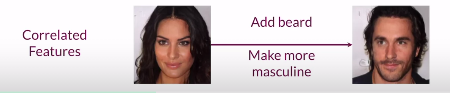 Correlated
Features
Add beard
Make more
masculine